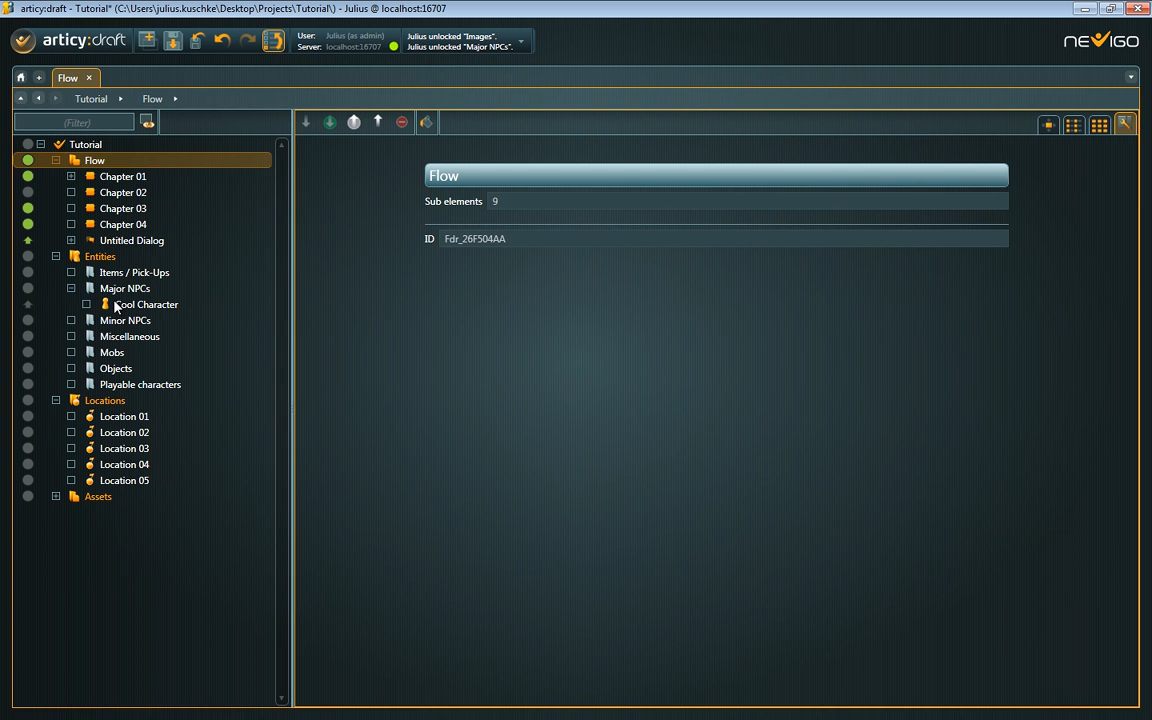 articy:draft - Tutorial* (C:\Users\julius.kuschke\Desktop\Projects\Tutorial\) - Julius @ localhost:16707
articy:draft
User: Julius (as admin)
Server: localhost:16707
Julius unlocked "Images".
Julius unlocked "Major NPCs".
nevigo
Flow
Tutorial
Flow
(Filter)
Tutorial
Flow
Chapter 01
Chapter 02
Chapter 03
Chapter 04
Untitled Dialog
Entities
Items / Pick-Ups
Major NPCs
Cool Character
Minor NPCs
Miscellaneous
Mobs
Objects
Playable characters
Locations
Location 01
Location 02
Location 03
Location 04
Location 05
Assets
Flow
Sub elements 9
ID Fdr_26F504AA